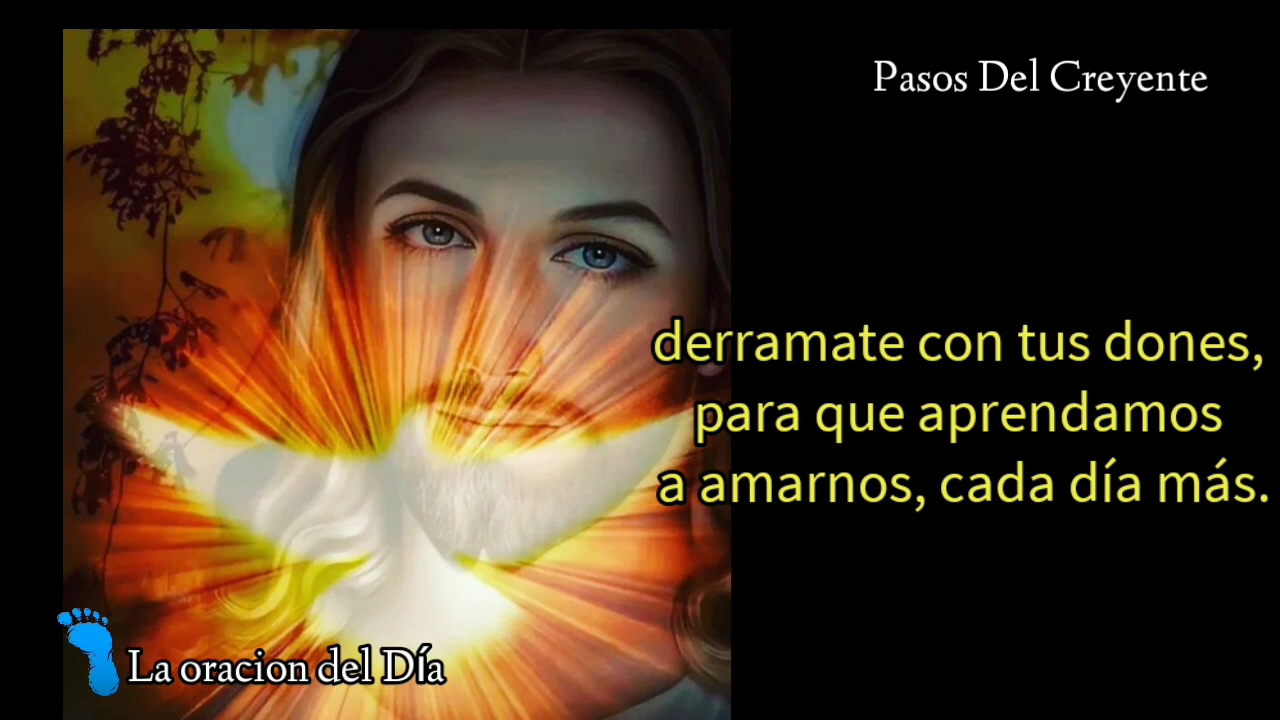 Pasos Del Creyente
derramate con tus dones,
para que aprendamos
a amarnos, cada día más.
La oracion del Día